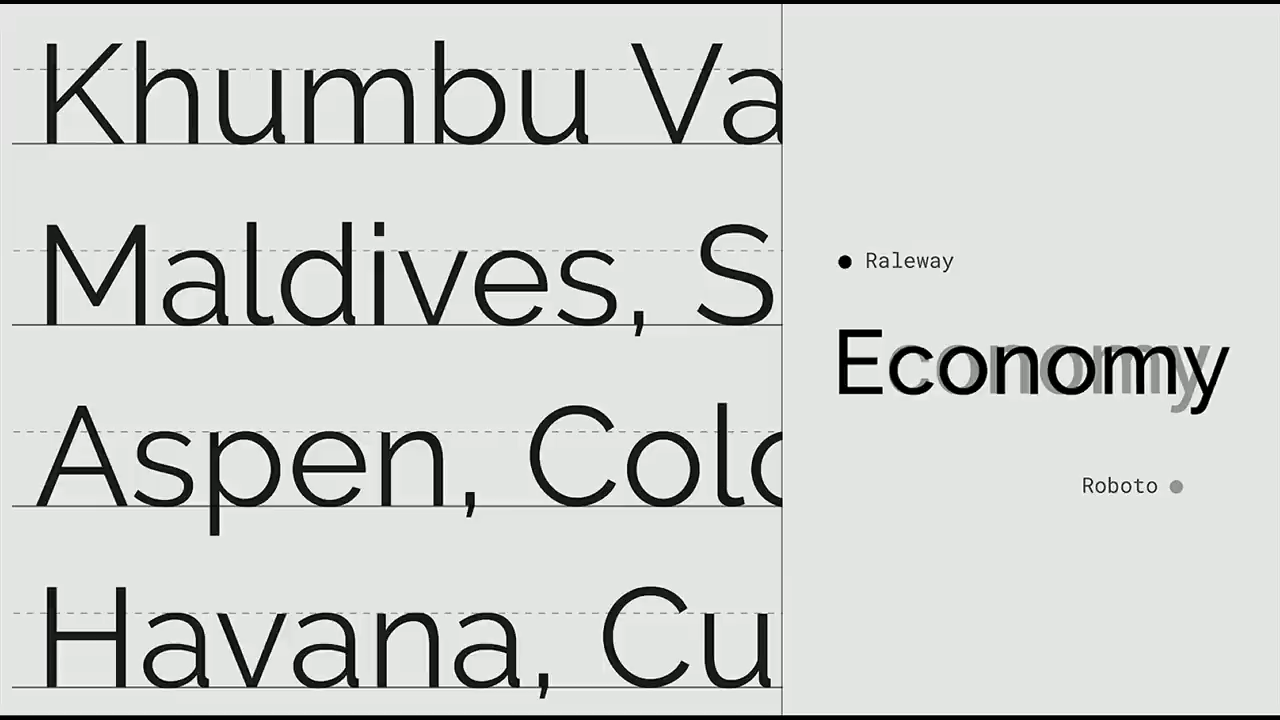 Khumbu Va
Maldives, S
Aspen, Colo
Havana, Cu
Raleway
Economy
Roboto